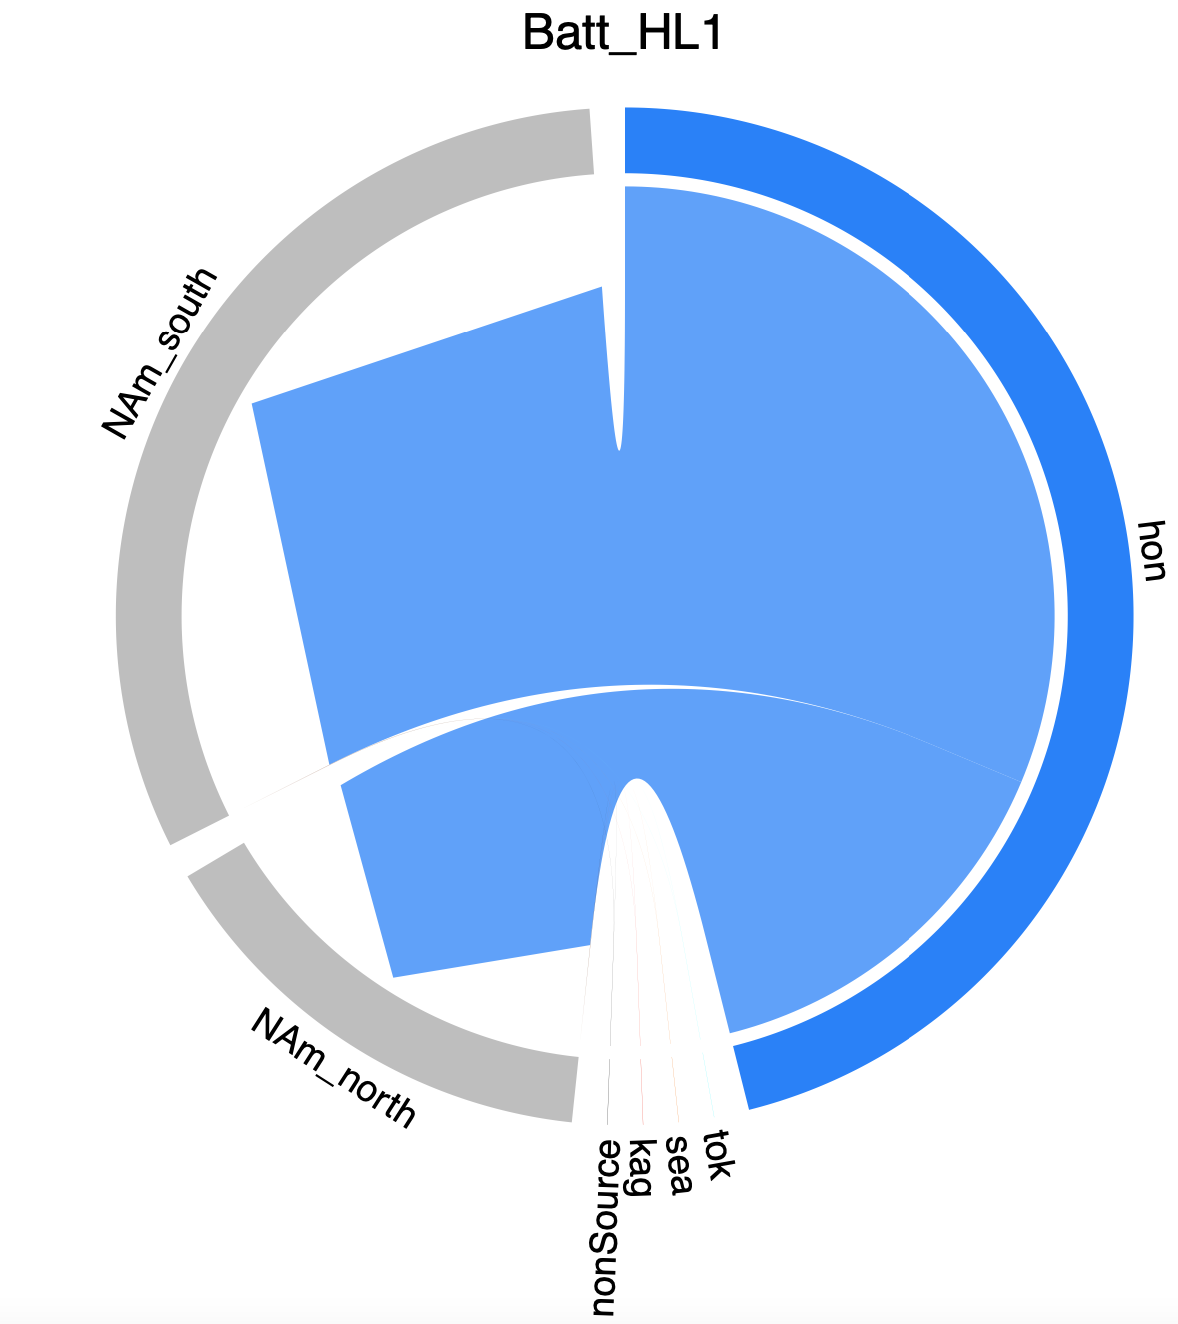 Batt_HL1
NAm_south
hon
NAm_north
nonSource
kag
sea
tok